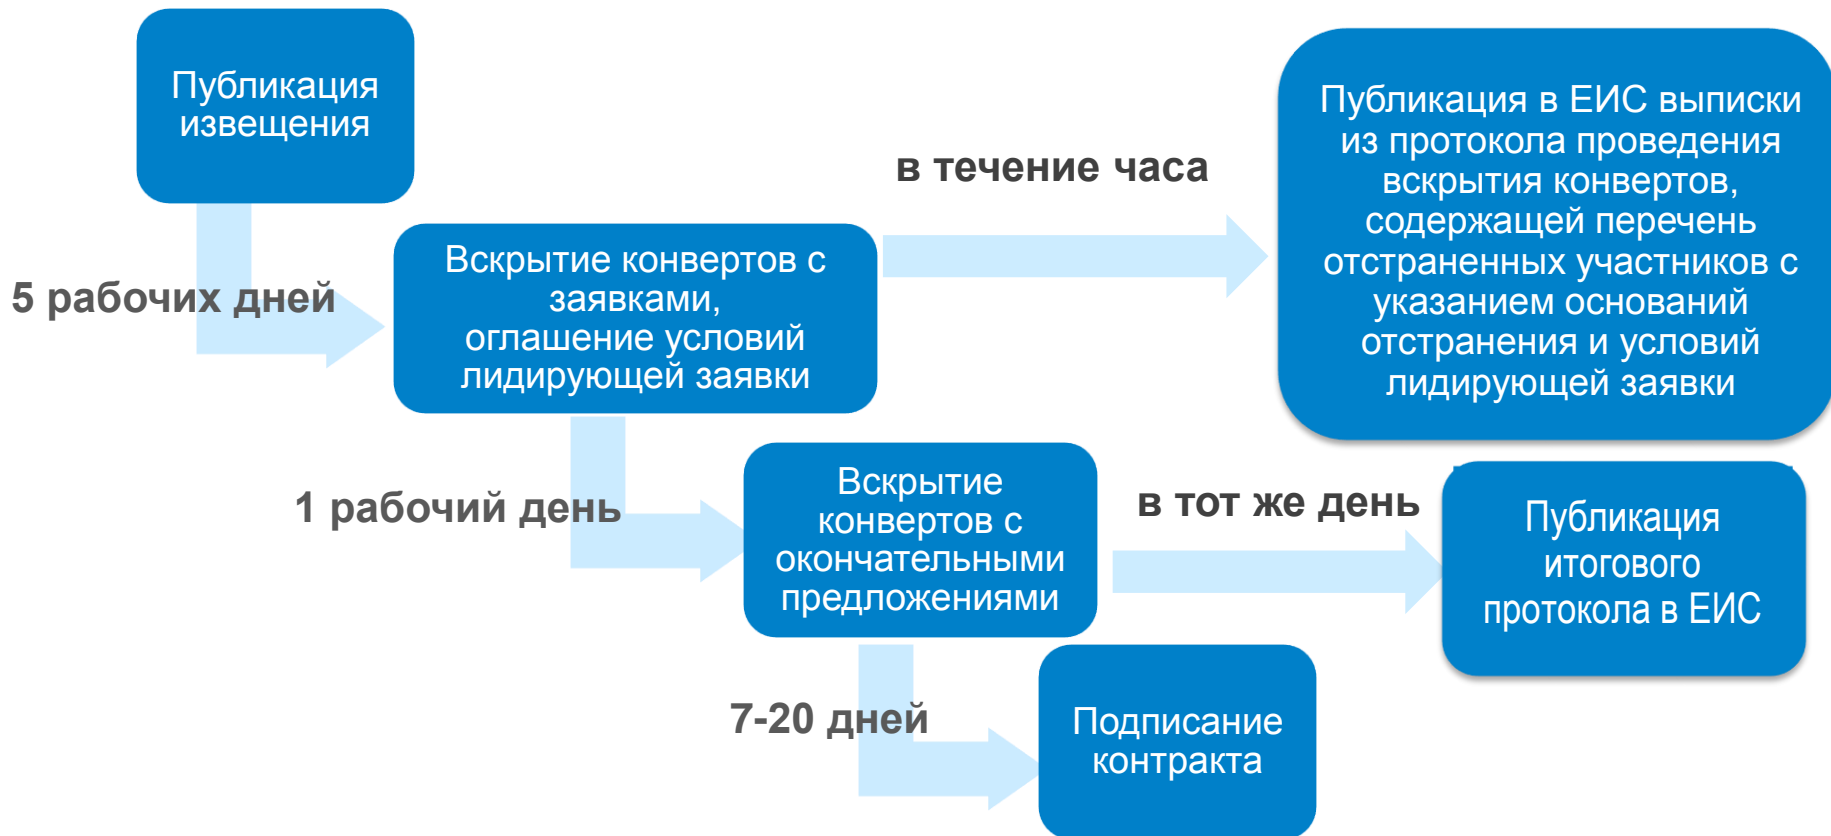 Публикация
извещения
5 рабочих дней
Вскрытие конвертов с
заявками,
оглашение условий
лидирующей заявки
в течение часа
Публикация в ЕИС выписки
из протокола проведения
вскрытия конвертов,
содержащей перечень
отстраненных участников с
указанием оснований
отстранения и условий
лидирующей заявки
1 рабочий день
Вскрытие
конвертов с
окончательными
предложениями
в тот же день
Публикация
итогового
протокола в ЕИС
7-20 дней
Подписание
контракта